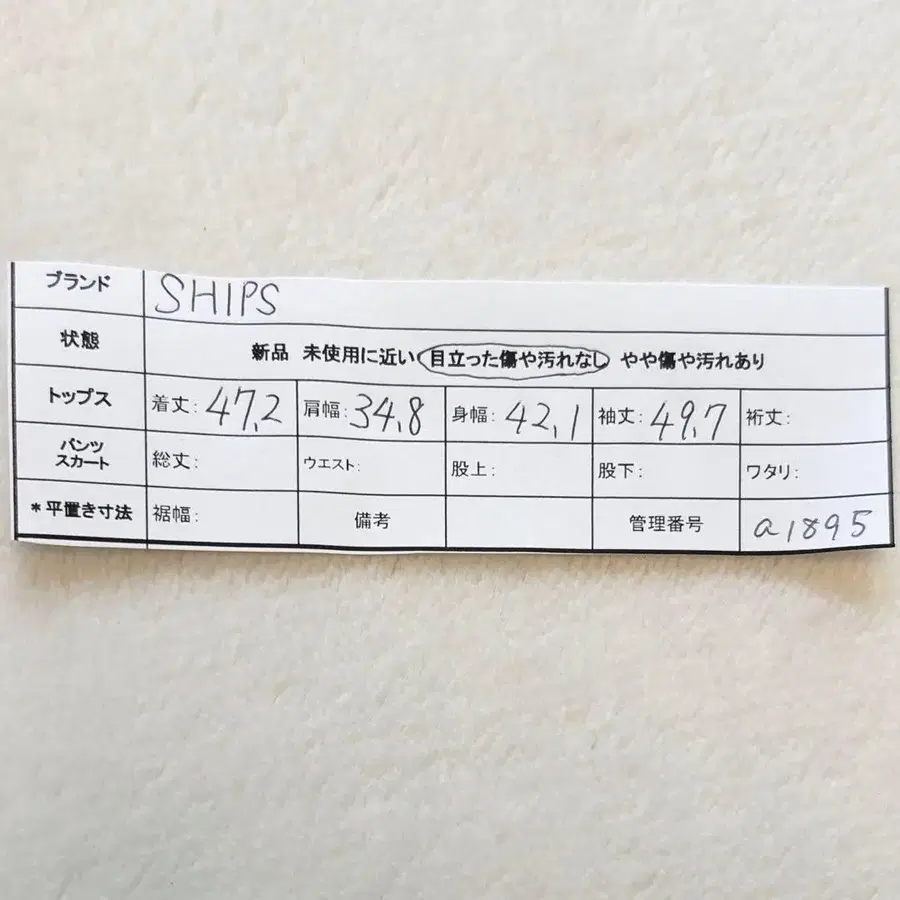 ブランド SHIPS
状態 新品 未使用に近い 目立った傷や汚れなし やや傷や汚れあり
トップス 着丈: 47.2 肩幅: 34.8 身幅: 42.1 袖丈: 49.7 裄丈:
パンツ スカート 総丈: ウエスト: 股上: 股下: ワタリ:
*平置き寸法 裾幅: 備考 管理番号 a1895